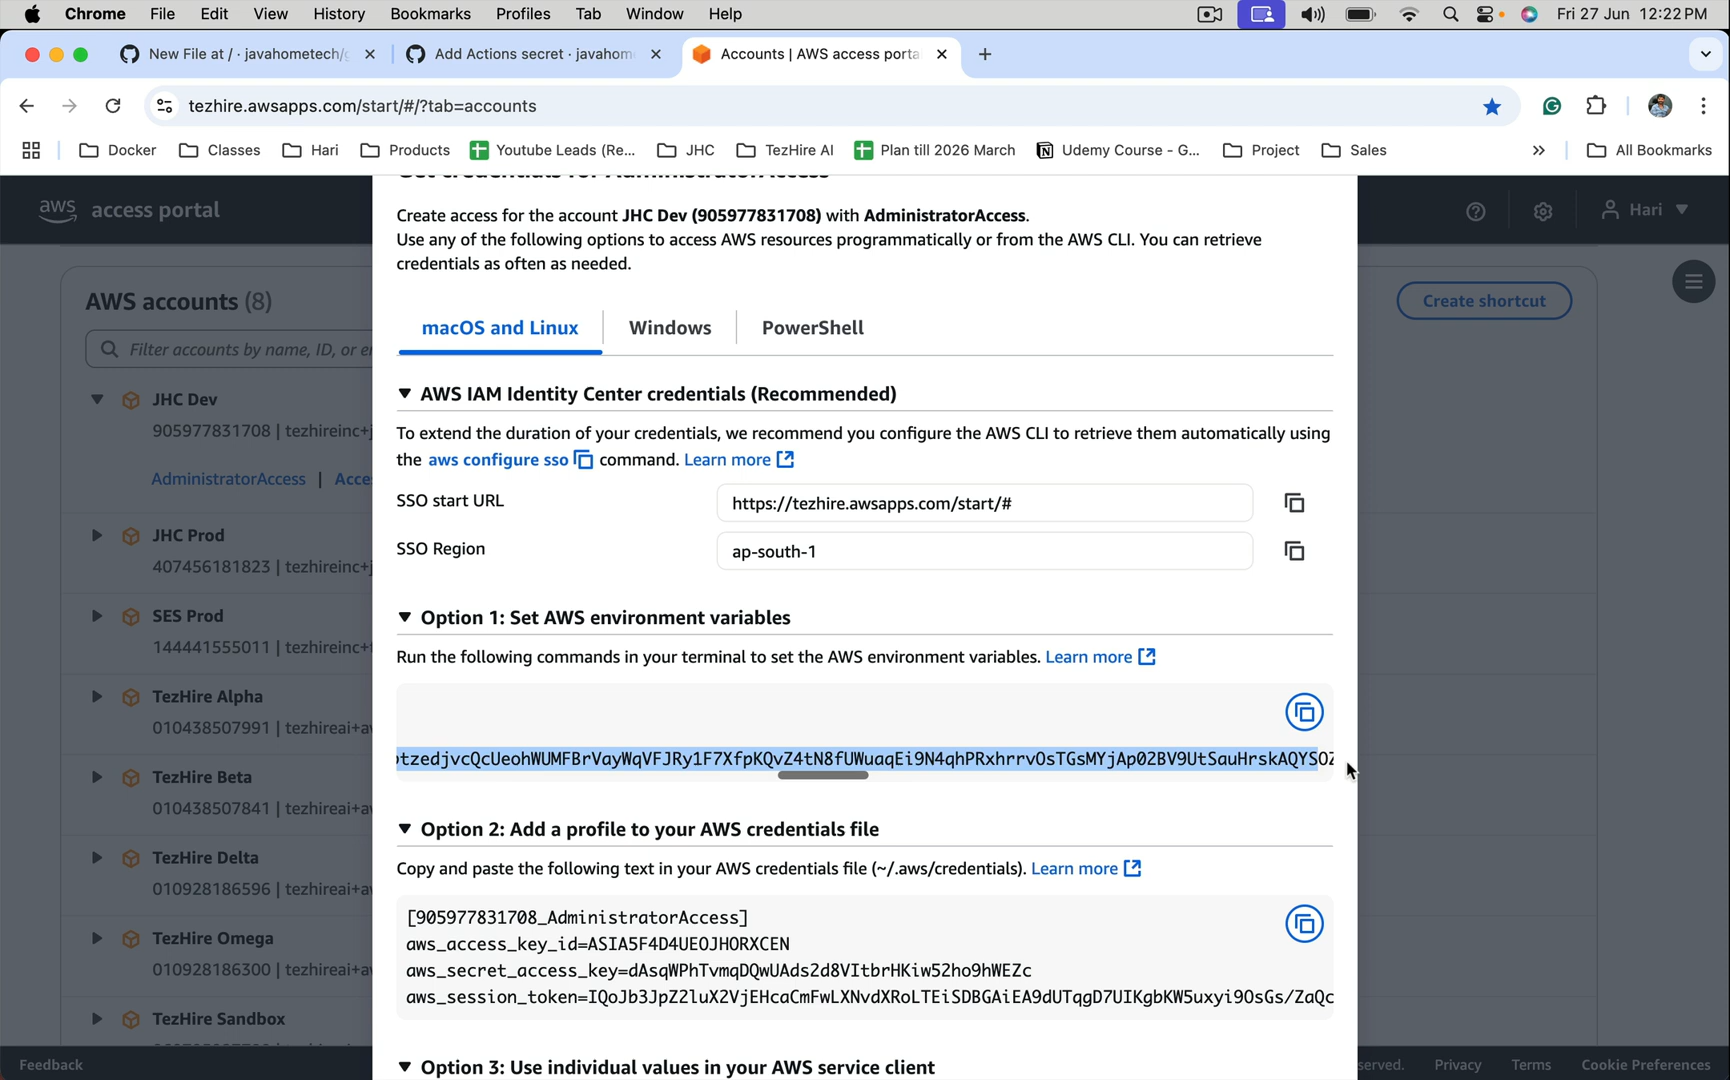 Chrome File Edit View History Bookmarks Profiles Tab Window Help Fri 27 Jun 12:22 PM
New File at / · javahometech/g Add Actions secret · javahom Accounts | AWS access porta
tezhire.awsapps.com/start/#/?tab=accounts
Docker Classes Hari Products Youtube Leads (Re... JHC TezHire AI Plan till 2026 March Udemy Course - G... Project Sales » All Bookmarks
aws access portal Hari
Get credentials for AdministratorAccess
Create access for the account JHC Dev (905977831708) with AdministratorAccess.
Use any of the following options to access AWS resources programmatically or from the AWS CLI. You can retrieve
credentials as often as needed.
AWS accounts (8)
Create shortcut
Filter accounts by name, ID, or e
macOS and Linux Windows PowerShell
JHC Dev
905977831708 | tezhireinc+j
AdministratorAccess | Acce
JHC Prod
407456181823 | tezhireinc+j
SES Prod
144441555011 | tezhireinc+
TezHire Alpha
010438507991 | tezhireai+a
TezHire Beta
010438507841 | tezhireai+a
TezHire Delta
010928186596 | tezhireai+a
TezHire Omega
010928186300 | tezhireai+a
TezHire Sandbox
AWS IAM Identity Center credentials (Recommended)
To extend the duration of your credentials, we recommend you configure the AWS CLI to retrieve them automatically using
the aws configure sso command. Learn more
SSO start URL https://tezhire.awsapps.com/start/#
SSO Region ap-south-1
Option 1: Set AWS environment variables
Run the following commands in your terminal to set the AWS environment variables. Learn more
tzedjvcQcUeohWUMFBrVayWqVFJRy1F7XfpKQvZ4tN8fUWuaqEi9N4qhPRxhrrvOsTGsMYjAp02BV9UtSauHrskAQYSOZ
Option 2: Add a profile to your AWS credentials file
Copy and paste the following text in your AWS credentials file (~/.aws/credentials). Learn more
[905977831708_AdministratorAccess]
aws_access_key_id=ASIA5F4D4UEOJHORXCEN
aws_secret_access_key=dAsqWPhTvmqDQwUAds2d8VItbrHKiw52ho9hWEZc
aws_session_token=IQoJb3JpZ2luX2VjEHcaCmFwLXNvdXRoLTEiSDBGAiEA9dUTqgD7UIKgbKW5uxyi9OsGs/ZaQc
Option 3: Use individual values in your AWS service client
Feedback served. Privacy Terms Cookie Preferences